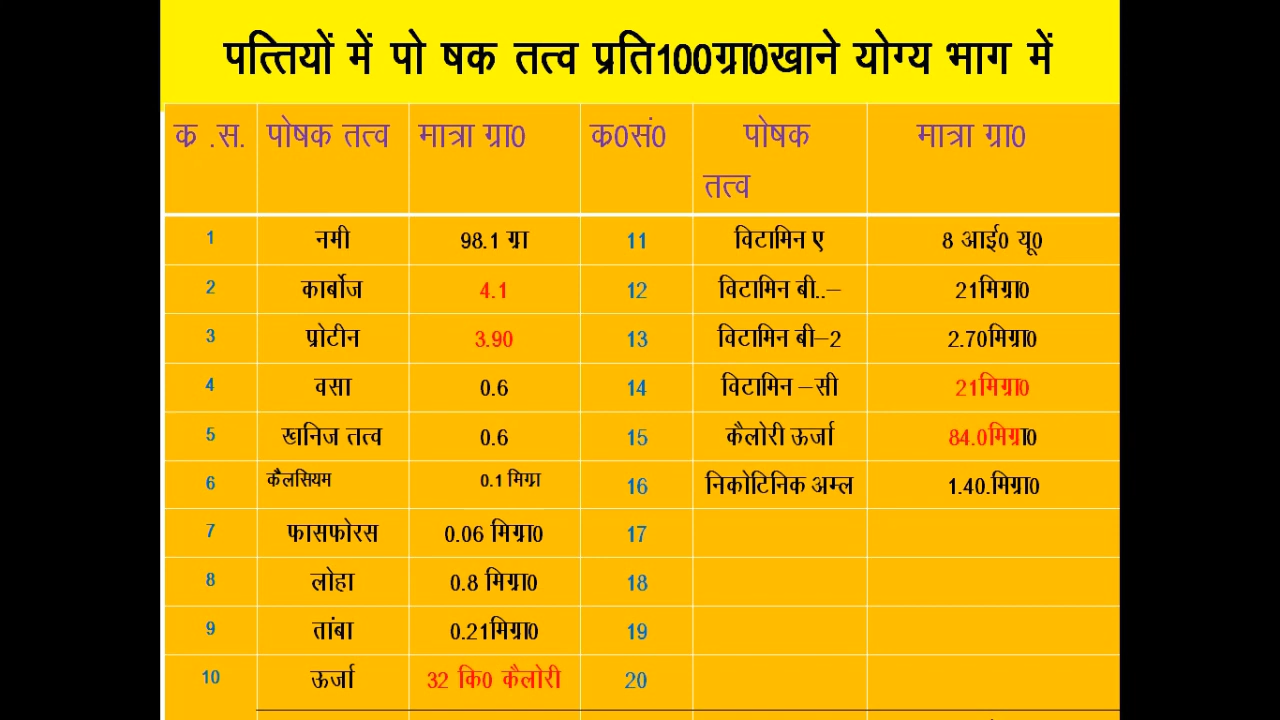 पत्तियों में पो षक तत्व प्रति100ग्रा0खाने योग्य भाग में
क्र .स. पोषक तत्व मात्रा ग्रा0 क्र0सं0 पोषक तत्व मात्रा ग्रा0
1 नमी 98.1 ग्रा 11 विटामिन ए 8 आई0 यू0
2 कार्बोज 4.1 12 विटामिन बी..– 21मिग्रा0
3 प्रोटीन 3.90 13 विटामिन बी–2 2.70मिग्रा0
4 वसा 0.6 14 विटामिन –सी 21मिग्रा0
5 खनिज तत्व 0.6 15 कैलोरी ऊर्जा 84.0मिग्रा0
6 कैलसियम 0.1 मिग्रा 16 निकोटिनिक अम्ल 1.40.मिग्रा0
7 फासफोरस 0.06 मिग्रा0 17
8 लोहा 0.8 मिग्रा0 18
9 तांबा 0.21मिग्रा0 19
10 ऊर्जा 32 कि0 कैलोरी 20